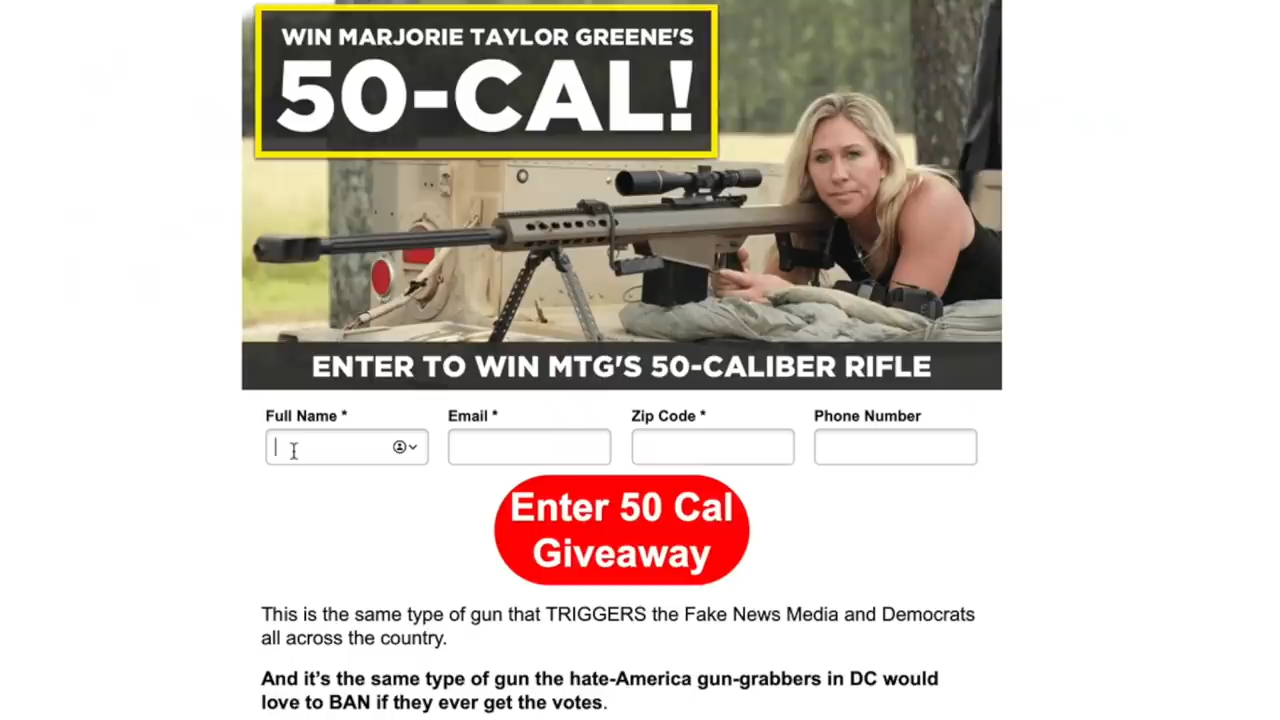 WIN MARJORIE TAYLOR GREENE'S
50-CAL!
ENTER TO WIN MTG'S 50-CALIBER RIFLE
Full Name * Email * Zip Code * Phone Number
Enter 50 Cal
Giveaway
This is the same type of gun that TRIGGERS the Fake News Media and Democrats
all across the country.
And it’s the same type of gun the hate-America gun-grabbers in DC would
love to BAN if they ever get the votes.